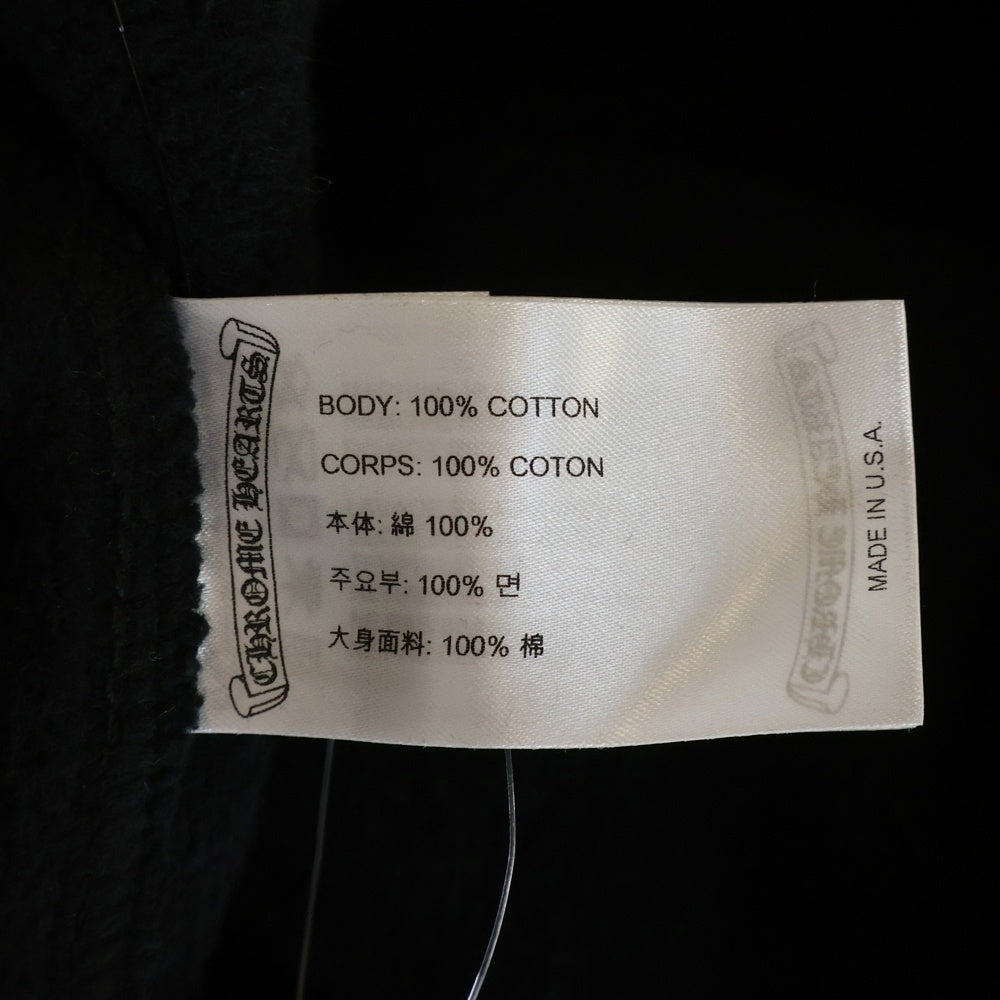 CHROME HEARTS
BODY: 100% COTTON
CORPS: 100% COTON
本体: 綿 100%
주요부: 100% 면
大身面料: 100% 棉
MADE IN U.S.A.